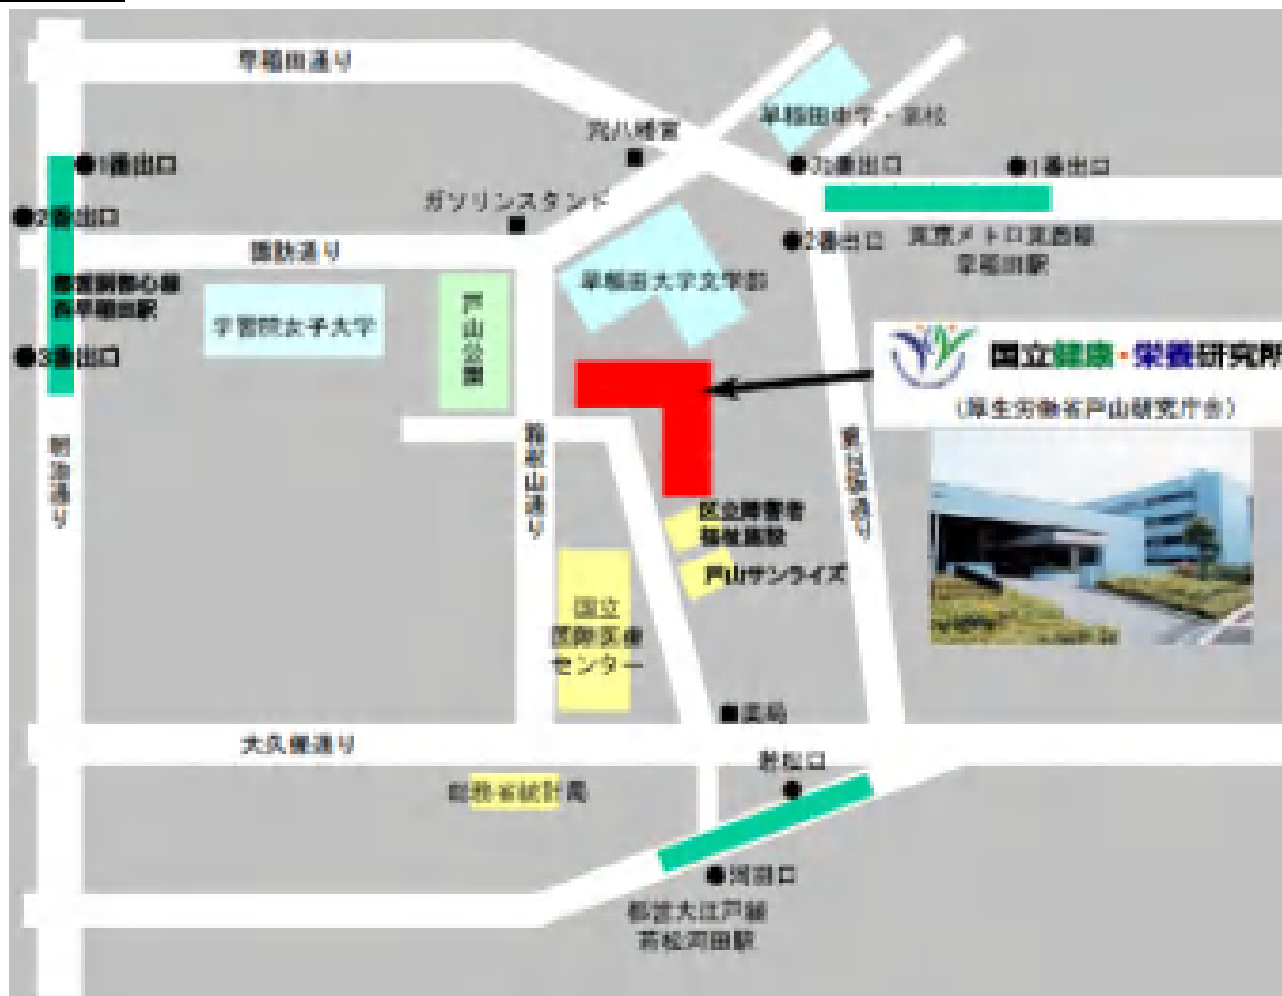 早稲田通り
穴八幡宮
早稲田中学・高校
1番出口
3b番出口
1番出口
2番出口
ガソリンスタンド
諏訪通り
早稲田大学文学部
2番出口
東京メトロ東西線
早稲田駅
西早稲田駅
学習院女子大学
戸山公園
3番出口
国立健康・栄養研究所
(厚生労働省戸山研究庁舎)
明治通り
箱根山通り
区立障害者
福祉施設
戸山サンライズ
国立
国際医療
センター
薬局
大久保通り
若松口
総務省統計局
河田口
都営大江戸線
若松河田駅